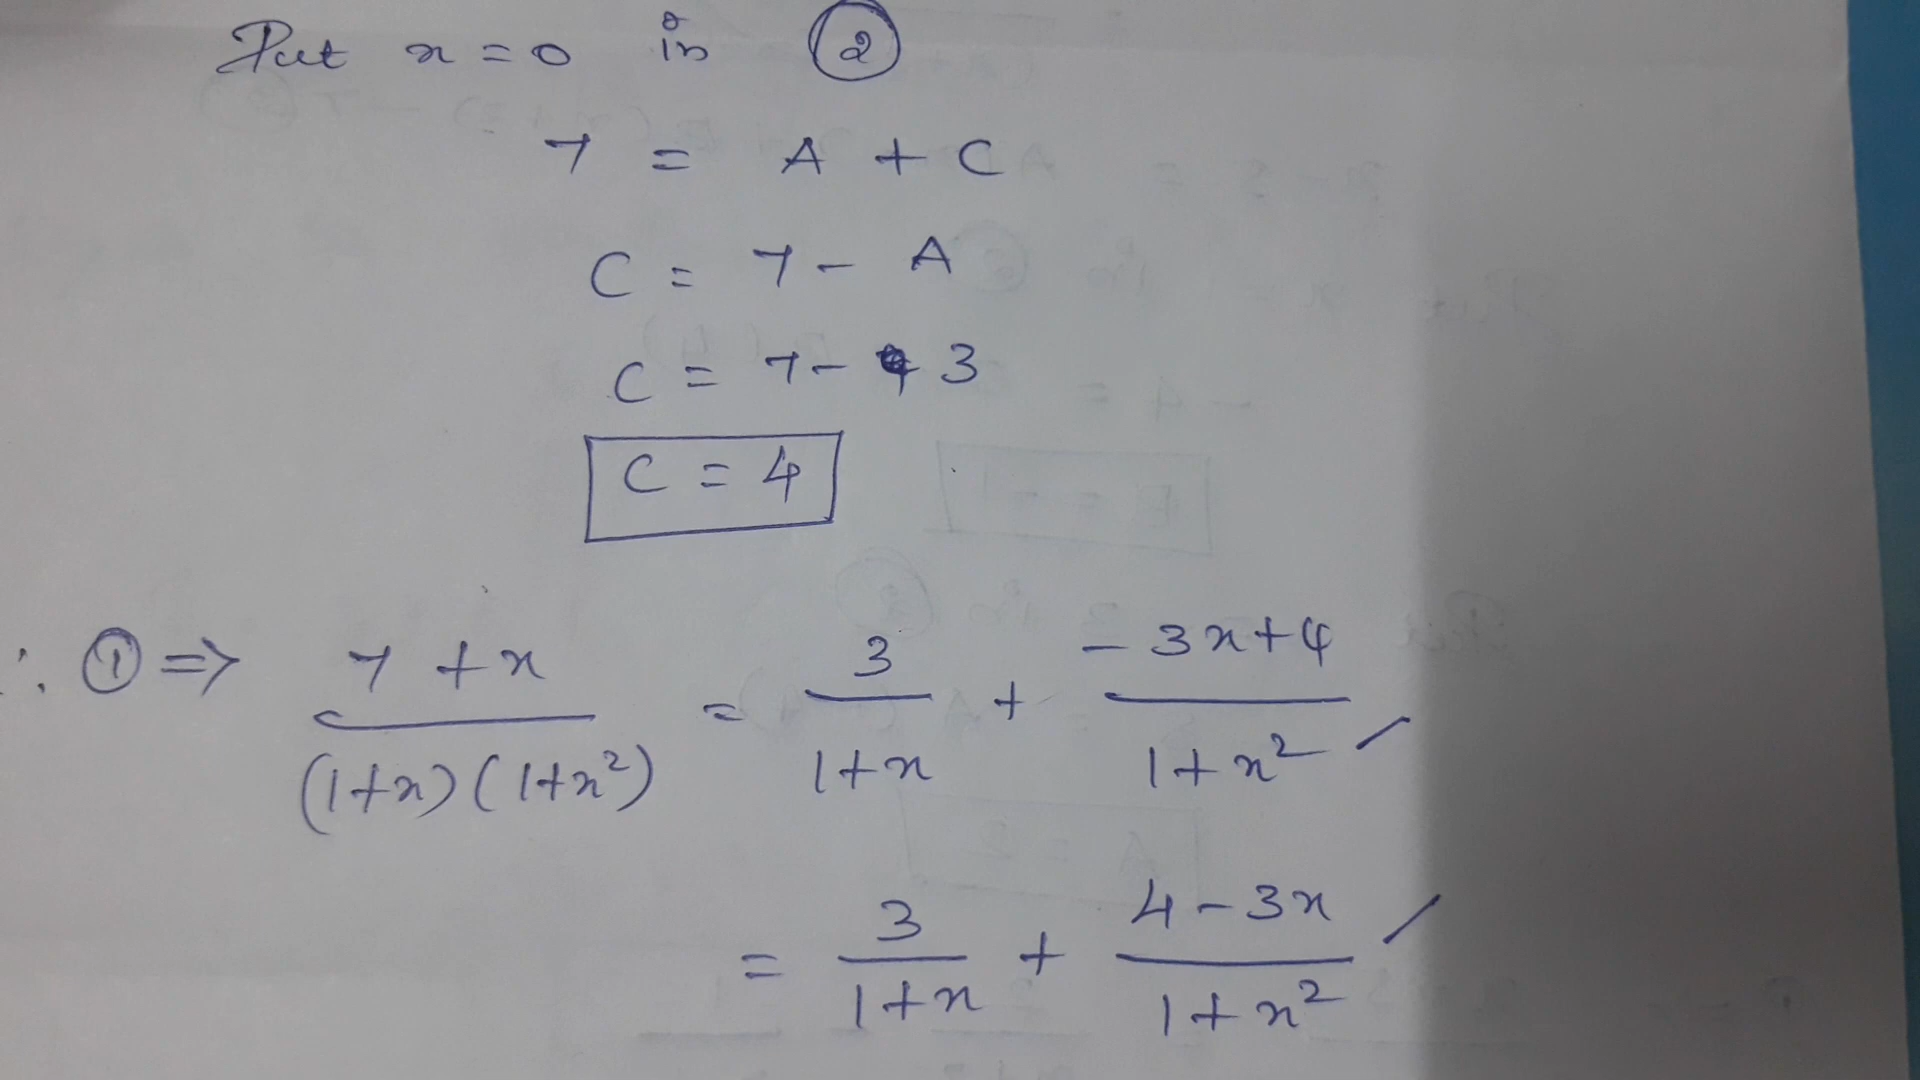 Put x = 0 in ②
7 = A + C
C = 7 - A
C = 7 - 3
C = 4
∴ ① => (7 + x) / ((1+x)(1+x²)) = 3 / (1+x) + (-3x+4) / (1+x²)
= 3 / (1+x) + (4-3x) / (1+x²)